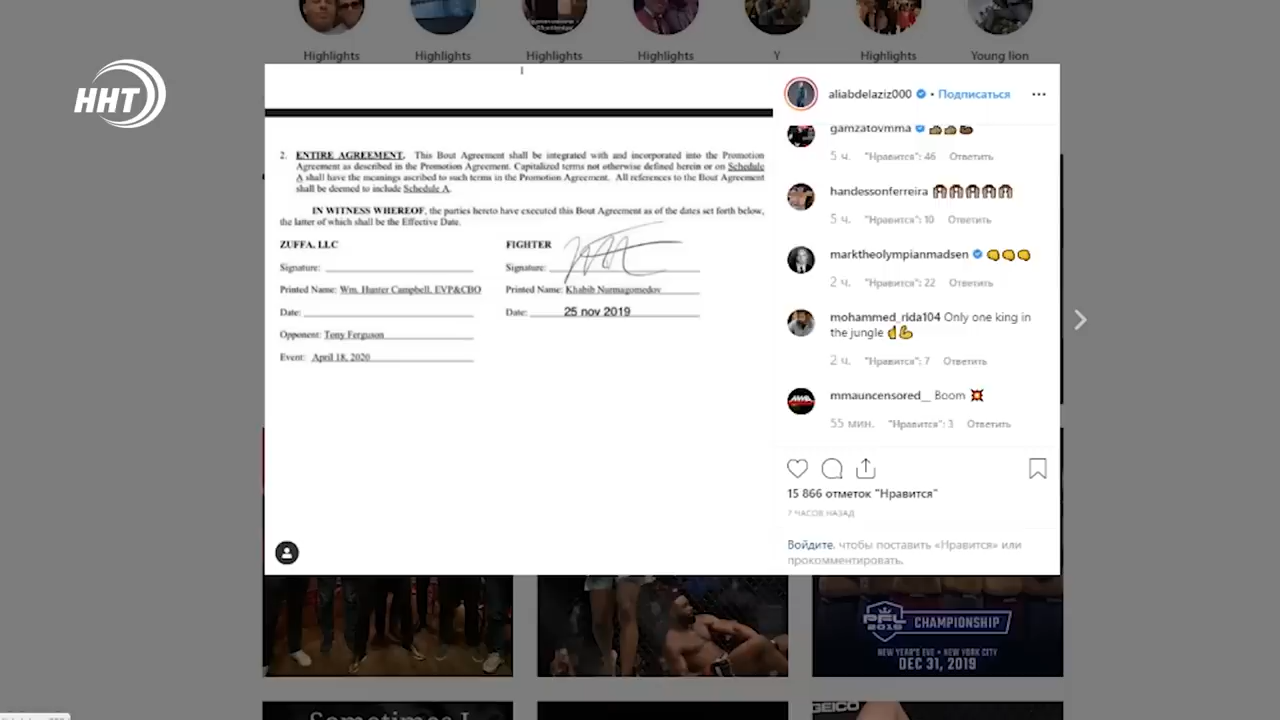 Highlights
Highlights
Highlights
Highlights
Y
Highlights
Young lion
ННТ
2. ENTIRE AGREEMENT. This Bout Agreement shall be integrated with and incorporated into the Promotion
Agreement as described in the Promotion Agreement. Capitalized terms not otherwise defined herein or on Schedule
A shall have the meanings ascribed to such terms in the Promotion Agreement. All references to the Bout Agreement
shall be deemed to include Schedule A.
IN WITNESS WHEREOF, the parties hereto have executed this Bout Agreement as of the dates set forth below,
the latter of which shall be the Effective Date.
ZUFFA, LLC
Signature:
Printed Name: Wm. Hunter Campbell, EVP&CBO
Date:
Opponent: Tony Ferguson
Event: April 18, 2020
FIGHTER
Signature:
Printed Name: Khabib Nurmagomedov
Date: 25 nov 2019
aliabdelaziz000 • Подписаться
gamzatovmma
5 ч. "Нравится": 46 Ответить
handessonferreira
5 ч. "Нравится": 10 Ответить
marktheolympianmadsen
2 ч. "Нравится": 22 Ответить
mohammed_rida104 Only one king in
the jungle
2 ч. "Нравится": 7 Ответить
mmauncensored__ Boom
55 мин. "Нравится": 3 Ответить
15 866 отметок "Нравится"
7 ЧАСОВ НАЗАД
Войдите, чтобы поставить «Нравится» или
прокомментировать.
PFL
2019
CHAMPIONSHIP
NEW YEAR'S EVE • NEW YORK CITY
DEC 31, 2019
Sometimes I
GEICO